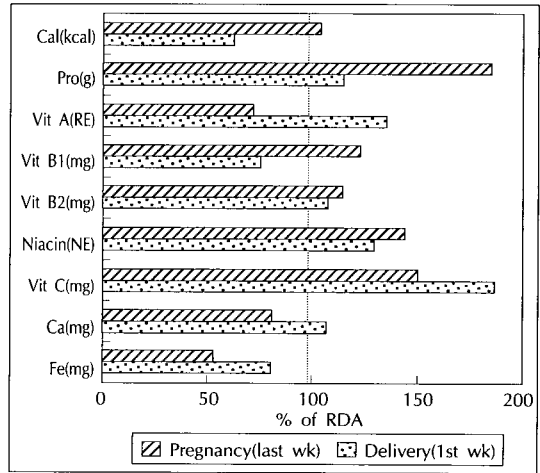 Cal(kcal)
Pro(g)
Vit A(RE)
Vit B1(mg)
Vit B2(mg)
Niacin(NE)
Vit C(mg)
Ca(mg)
Fe(mg)
0 50 100 150 200
% of RDA
Pregnancy(last wk) Delivery(1st wk)